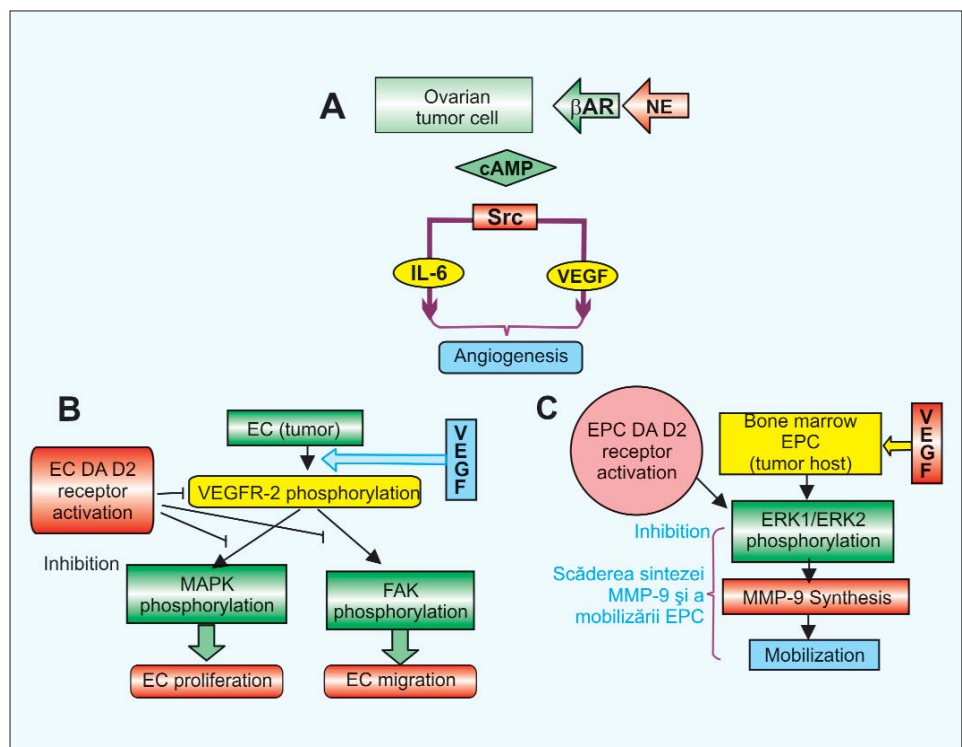 A
Ovarian
tumor cell
βAR
NE
cAMP
Src
IL-6
VEGF
Angiogenesis
B
EC (tumor)
VEGF
EC DA D2
receptor
activation
VEGFR-2 phosphorylation
Inhibition
MAPK
phosphorylation
FAK
phosphorylation
EC proliferation
EC migration
C
EPC DA D2
receptor
activation
Bone marrow
EPC
(tumor host)
VEGF
Inhibition
ERK1/ERK2
phosphorylation
Scăderea sintezei
MMP-9 şi a
mobilizării EPC
MMP-9 Synthesis
Mobilization